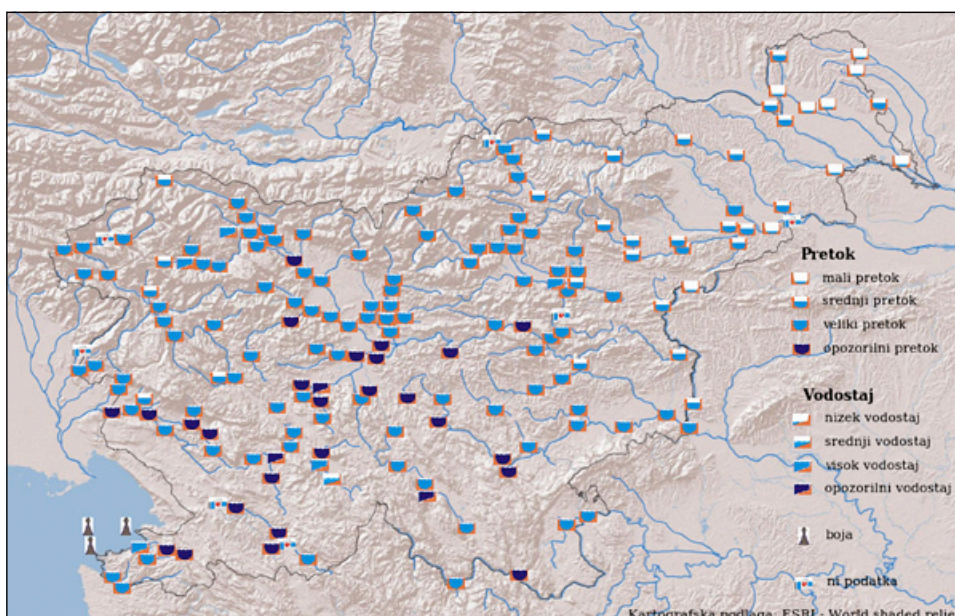 Pretok
mali pretok
srednji pretok
veliki pretok
opozorilni pretok
Vodostaj
nizek vodostaj
srednji vodostaj
visok vodostaj
opozorilni vodostaj
boja
ni podatka
Kartografska podlaga: ESRI - World shaded relie